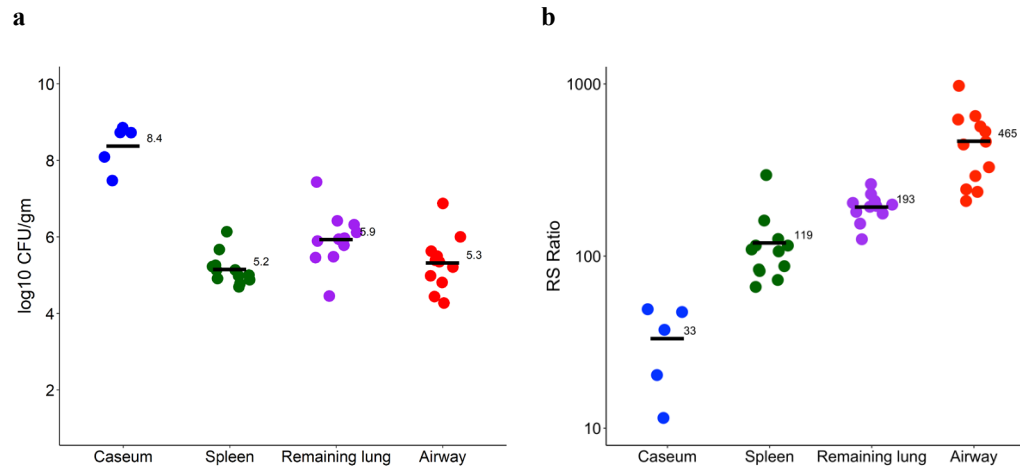 a
b
log10 CFU/gm
10
8
6
4
2
8.4
5.2
5.9
5.3
Caseum Spleen Remaining lung Airway
RS Ratio
1000
100
10
33
119
193
465
Caseum Spleen Remaining lung Airway